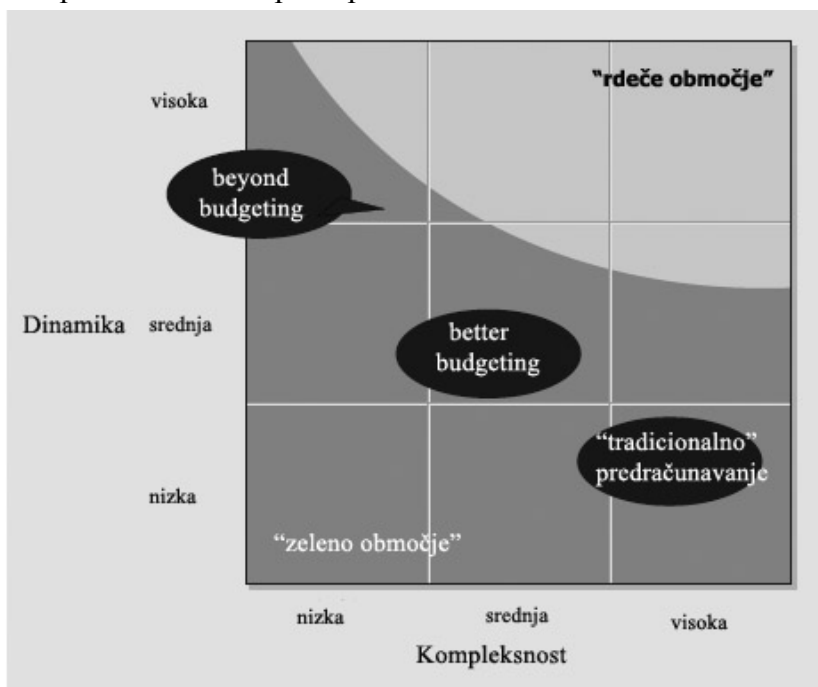 “rdeče območje”
visoka
beyond
budgeting
Dinamika
srednja
better
budgeting
“tradicionalno”
predračunavanje
nizka
“zeleno območje”
nizka
srednja
visoka
Kompleksnost